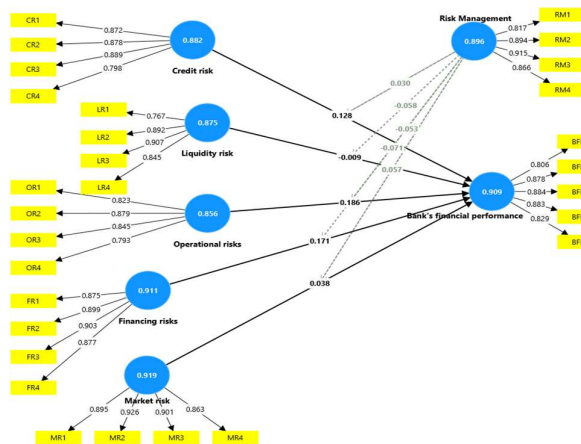 CR1
0.872
CR2
0.878
CR3
0.889
CR4
0.798
0.882
Credit risk
Risk Management
0.896
0.817
RM1
0.894
RM2
0.915
RM3
0.866
RM4
0.030
-0.058
-0.053
-0.071
0.057
0.128
LR1
0.767
LR2
0.892
LR3
0.907
LR4
0.845
0.875
Liquidity risk
-0.009
OR1
0.823
OR2
0.879
OR3
0.845
OR4
0.793
0.856
Operational risks
0.186
0.909
Bank's financial performance
0.806
BF
0.878
BF
0.884
BF
0.883
BF
0.829
BF
0.171
0.038
FR1
0.875
FR2
0.899
FR3
0.903
FR4
0.877
0.911
Financing risks
0.919
Market risk
0.895
0.926
0.901
0.863
MR1
MR2
MR3
MR4